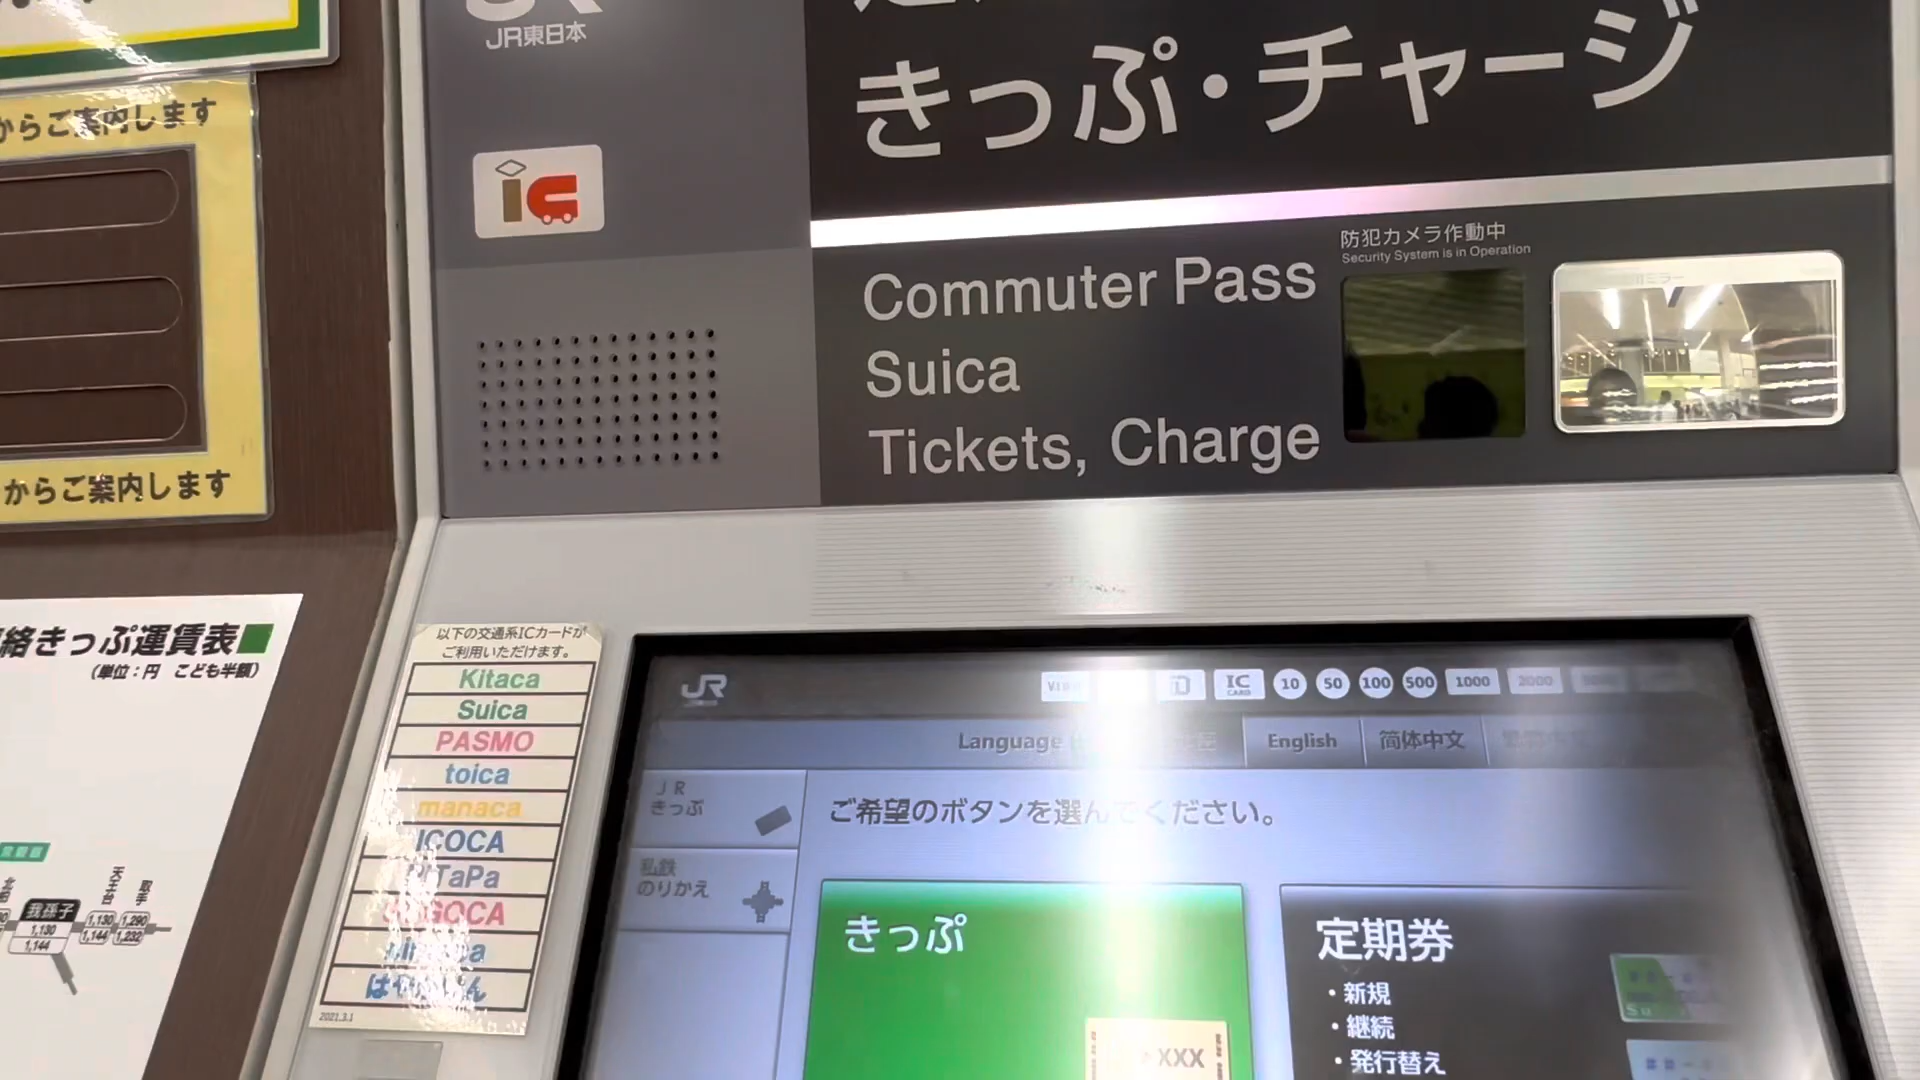 JR東日本
きっぷ・チャージ
からご案内します
防犯カメラ作動中
Security System is in Operation
Commuter Pass
Suica
Tickets, Charge
からご案内します
絡きっぷ運賃表
(単位:円 こども半額)
以下の交通系ICカードが
ご利用いただけます。
Kitaca
Suica
PASMO
toica
manaca
ICOCA
PiTaPa
SUGOCA
はやかけん
2021.3.1
JR
IC
CARD
10
50
100
500
1000
2000
Language
English
简体中文
JR
きっぷ
私鉄
のりかえ
ご希望のボタンを選んでください。
きっぷ
定期券
・新規
・継続
・発行替え
XXX
Su
天王台
取手
我孫子
1,130
1,144
1,130
1,144
1,290
1,232